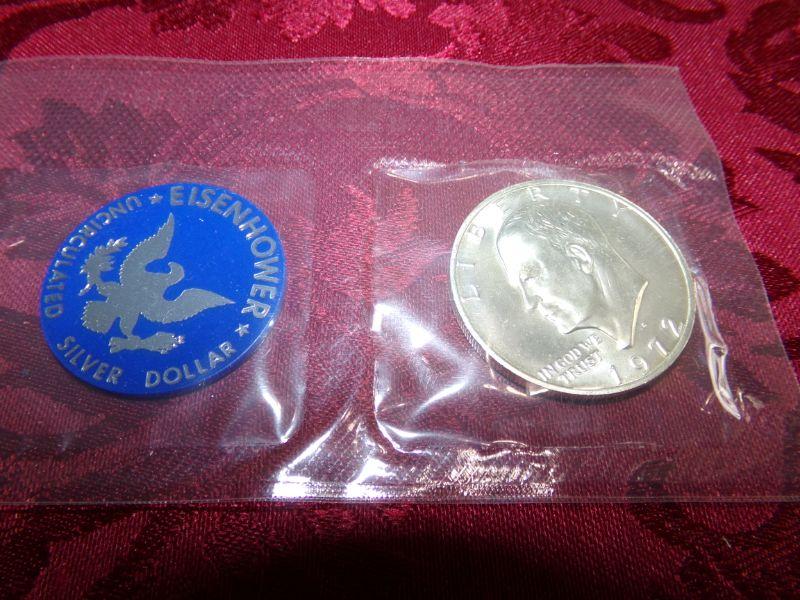 ★ EISENHOWER ★
UNCIRCULATED
SILVER DOLLAR
LIBERTY
IN GOD WE
TRUST
1972